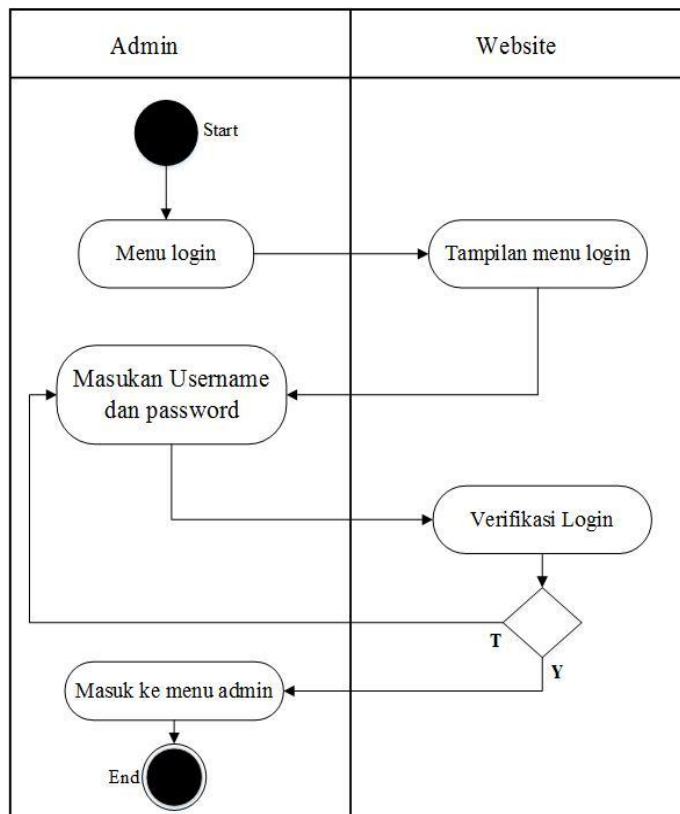 Admin
Website
Start
Menu login
Tampilan menu login
Masukan Username
dan password
Verifikasi Login
T
Y
Masuk ke menu admin
End